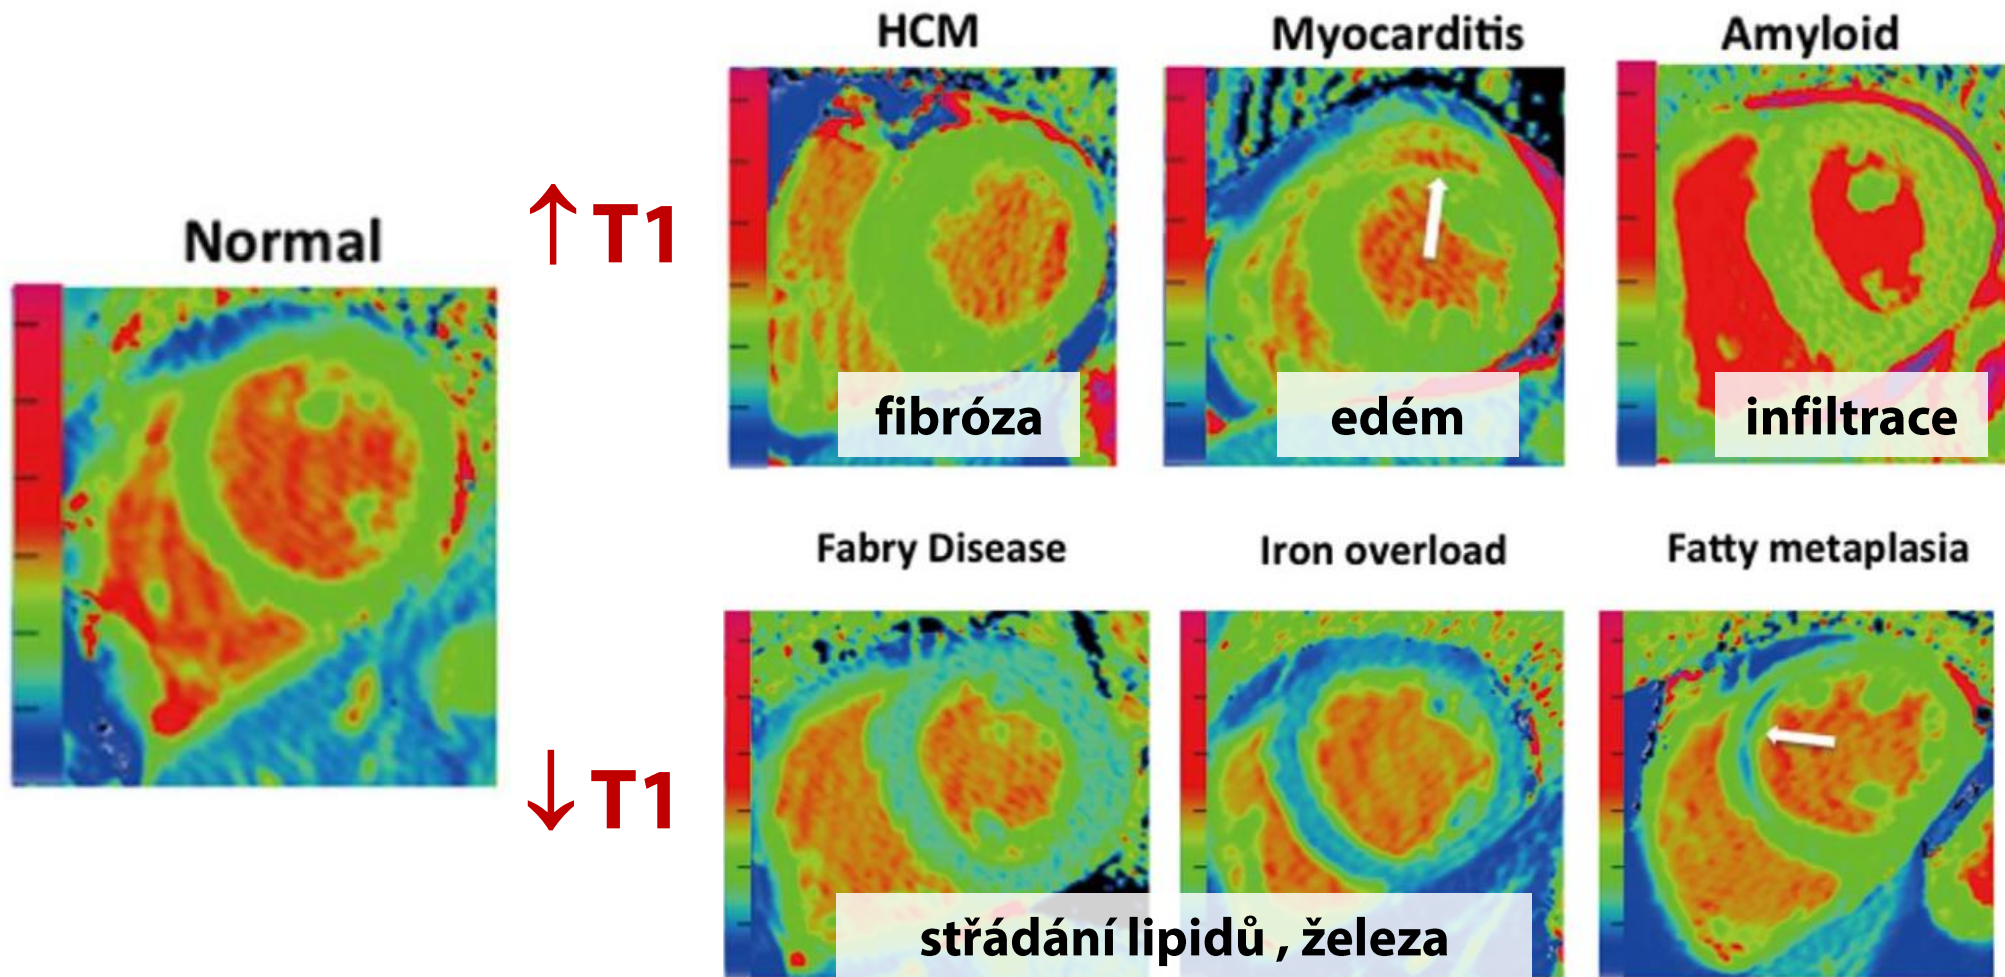 Normal
↑ T1
HCM
Myocarditis
Amyloid
fibróza
edém
infiltrace
↓ T1
Fabry Disease
Iron overload
Fatty metaplasia
střádání lipidů , železa